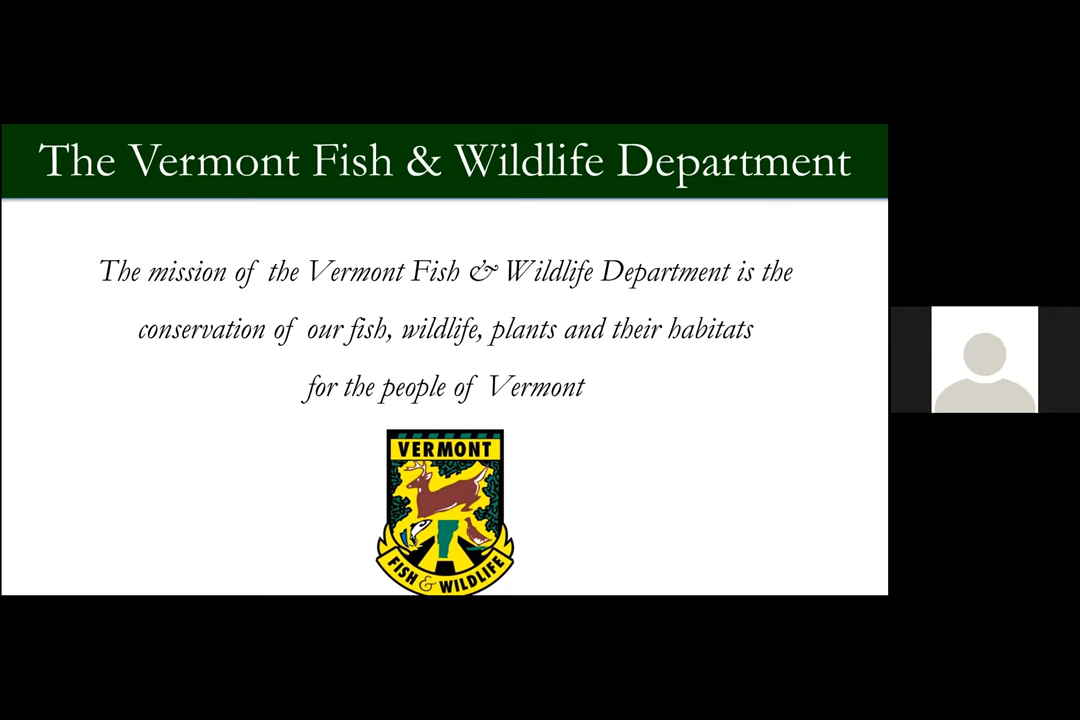 The Vermont Fish & Wildlife Department
The mission of the Vermont Fish & Wildlife Department is the
conservation of our fish, wildlife, plants and their habitats
for the people of Vermont
VERMONT
FISH & WILDLIFE